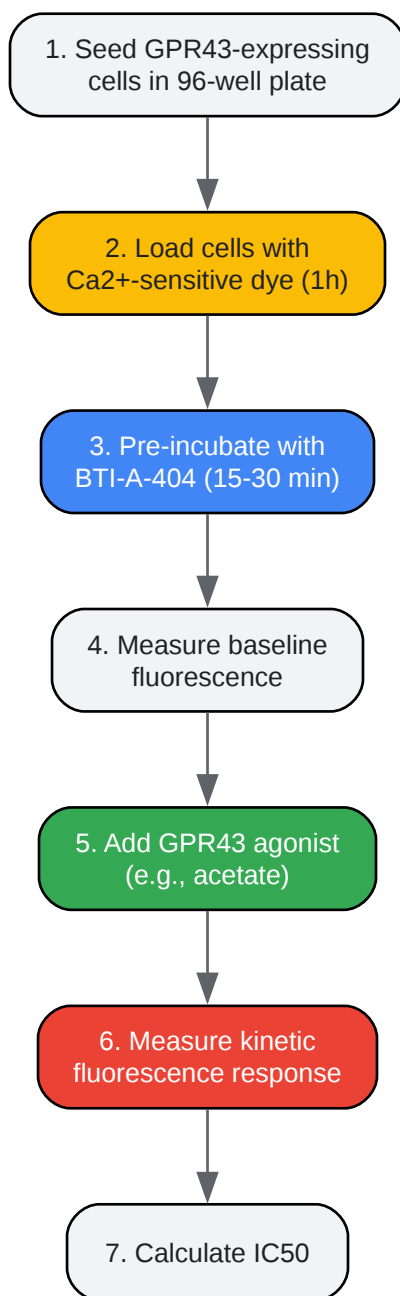 1. Seed GPR43-expressing
cells in 96-well plate
2. Load cells with
Ca2+-sensitive dye (1h)
3. Pre-incubate with
BTI-A-404 (15-30 min)
4. Measure baseline
fluorescence
5. Add GPR43 agonist
(e.g., acetate)
6. Measure kinetic
fluorescence response
7. Calculate IC50